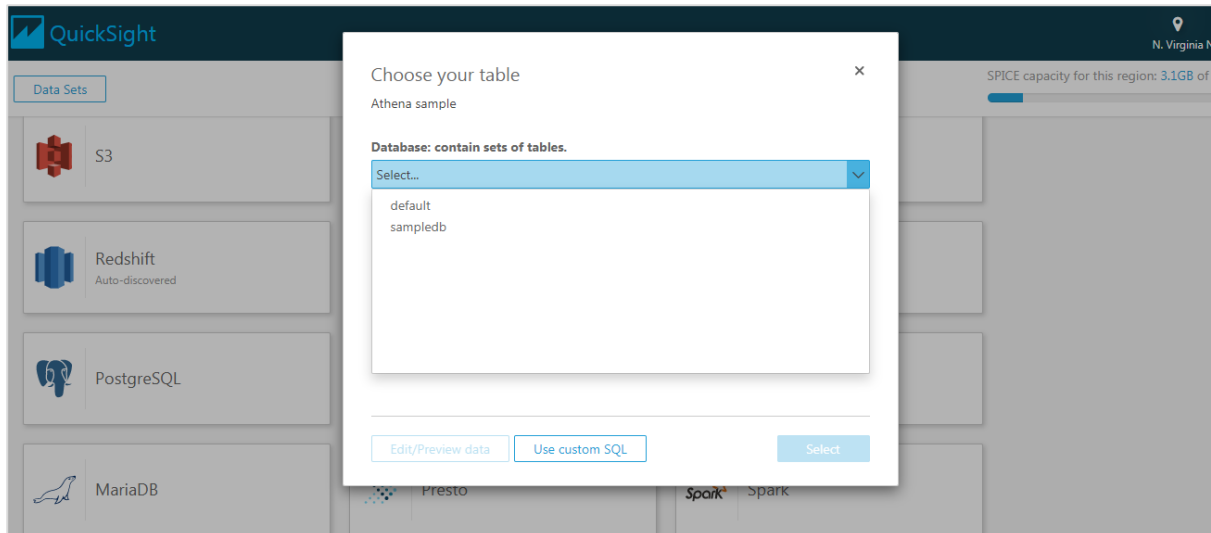 QuickSight
N. Virginia N
Data Sets
SPICE capacity for this region: 3.1GB of
Choose your table
Athena sample
Database: contain sets of tables.
Select...
default
sampledb
Edit/Preview data
Use custom SQL
Select
S3
Redshift
Auto-discovered
PostgreSQL
MariaDB
Presto
Spark
Spark